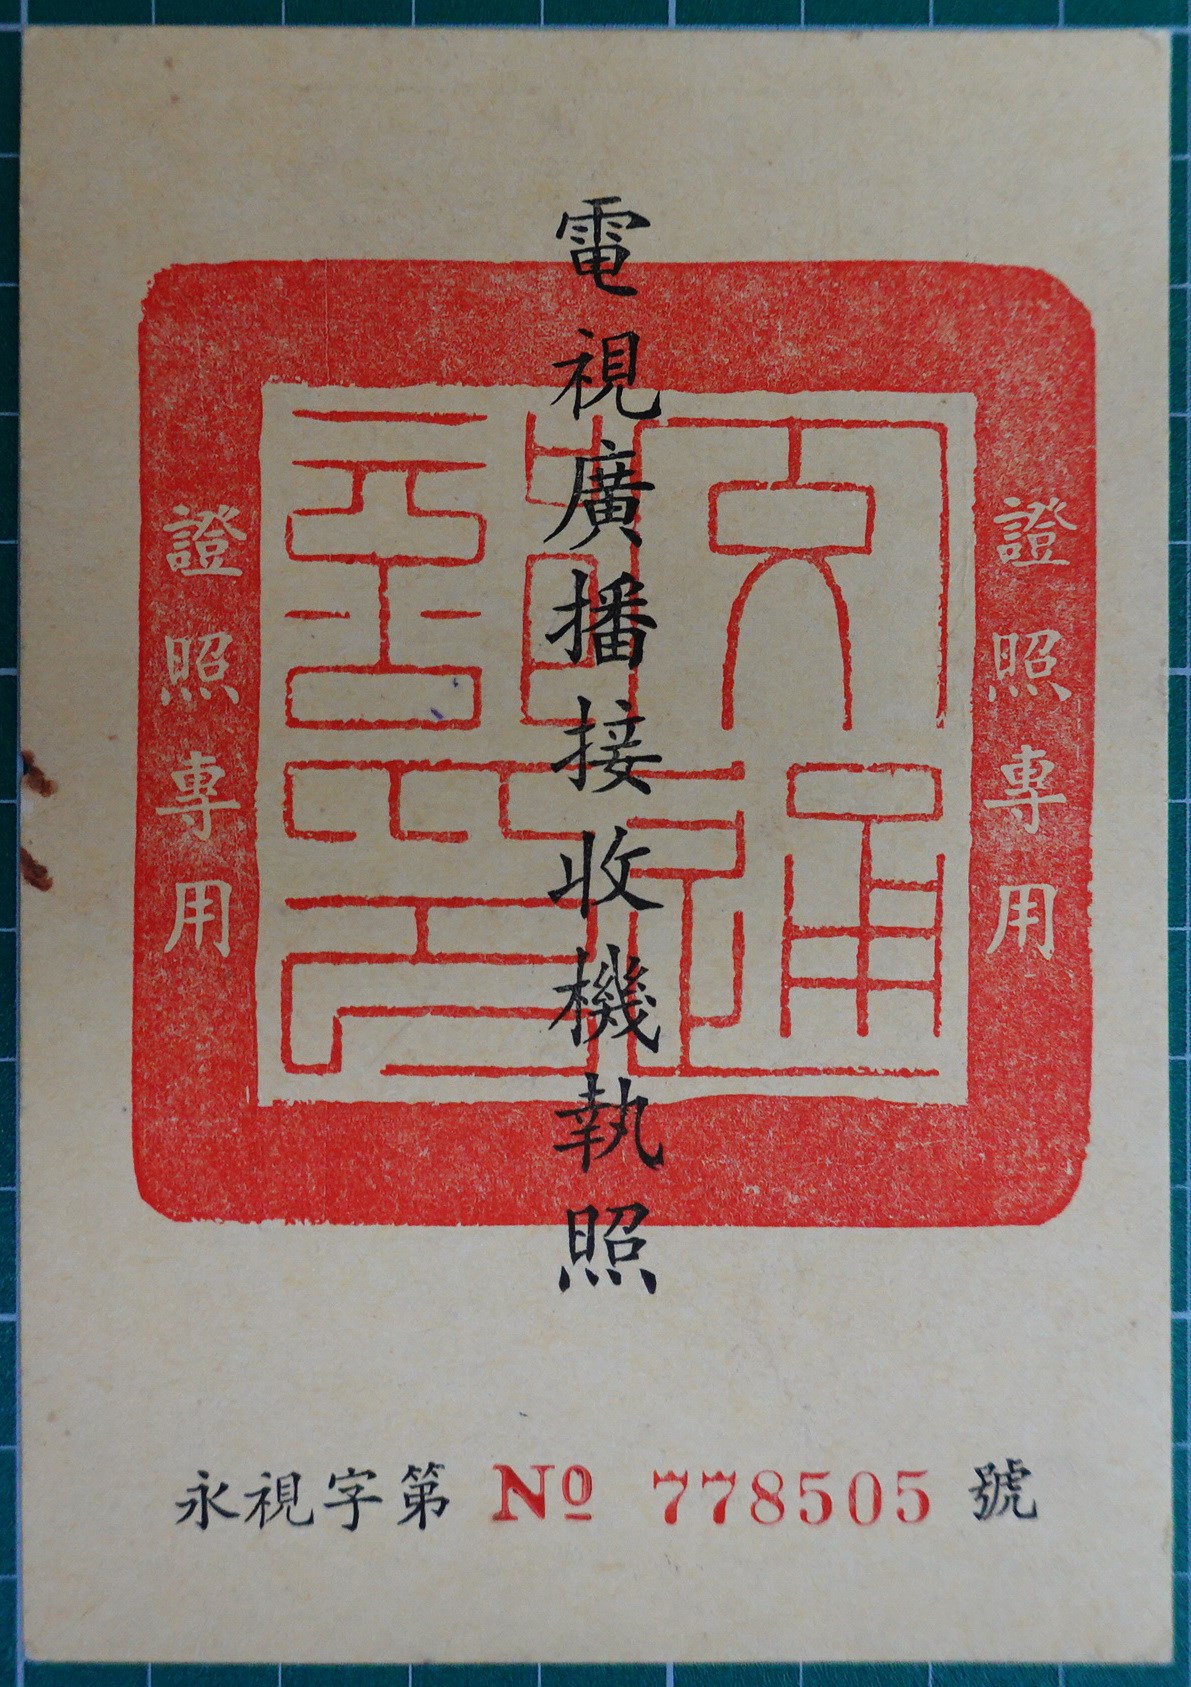 電視廣播接收機執照
證照專用
證照專用
永視字第 Nº 778505 號